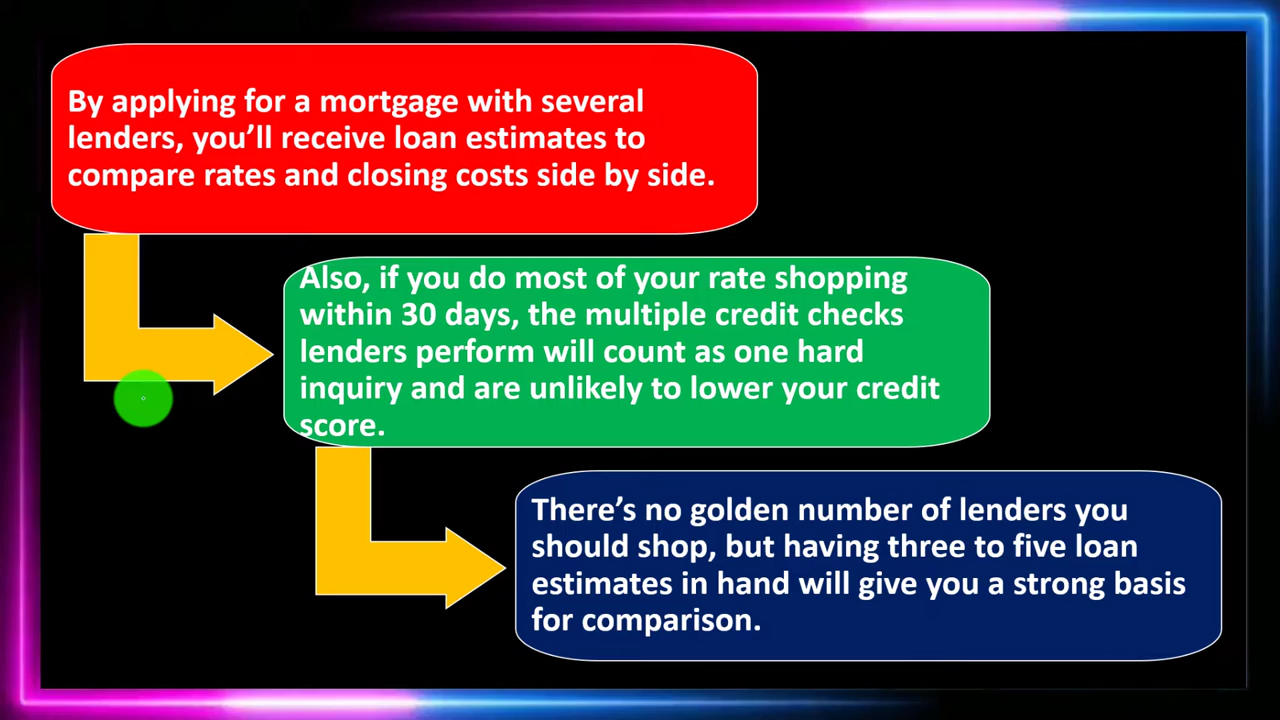 By applying for a mortgage with several
lenders, you’ll receive loan estimates to
compare rates and closing costs side by side.
Also, if you do most of your rate shopping
within 30 days, the multiple credit checks
lenders perform will count as one hard
inquiry and are unlikely to lower your credit
score.
There’s no golden number of lenders you
should shop, but having three to five loan
estimates in hand will give you a strong basis
for comparison.